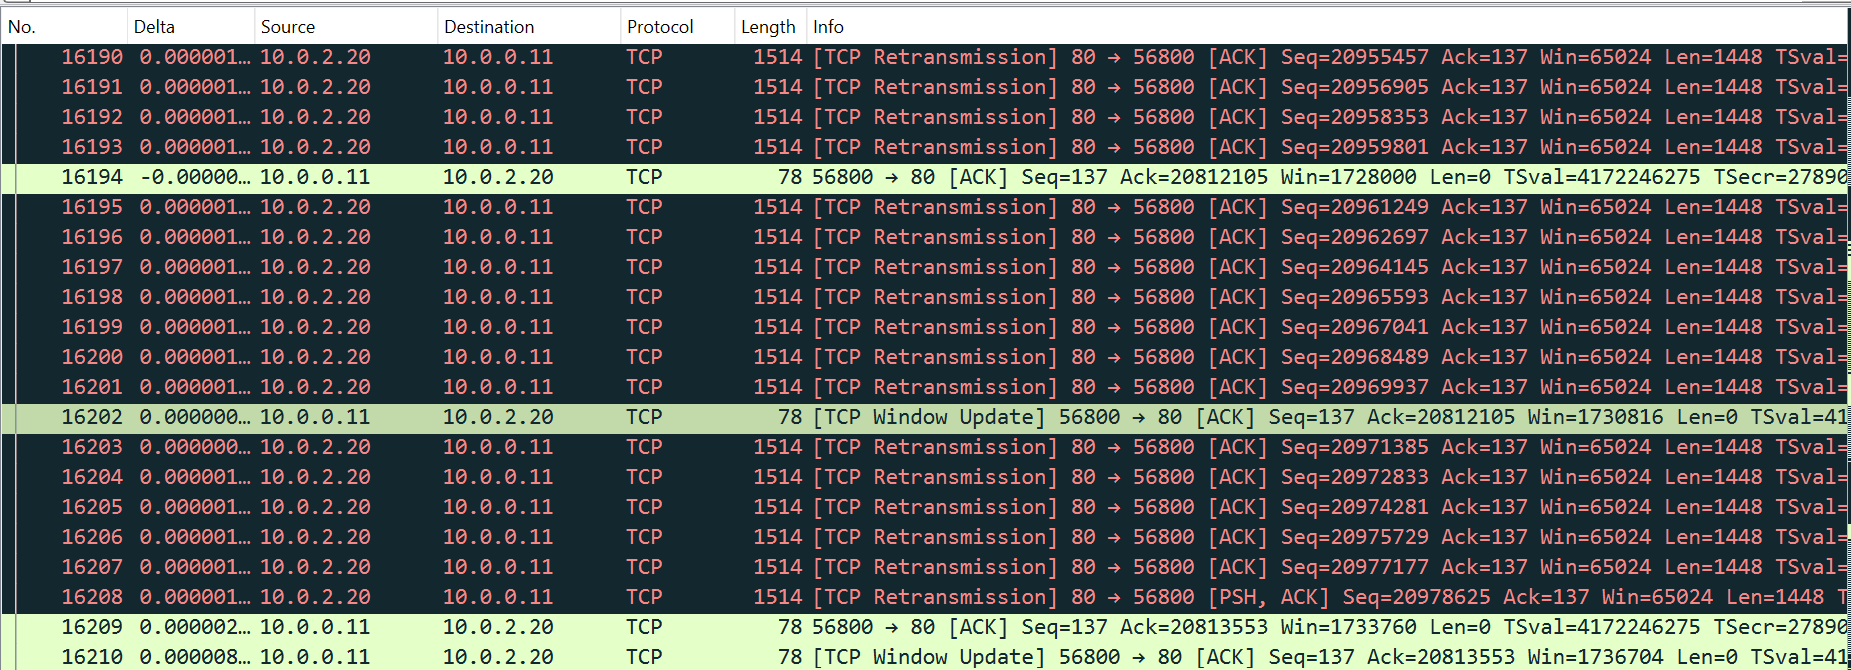 No. Delta Source Destination Protocol Length Info
16190 0.000001… 10.0.2.20 10.0.0.11 TCP 1514 [TCP Retransmission] 80 → 56800 [ACK] Seq=20955457 Ack=137 Win=65024 Len=1448 TSval=
16191 0.000001… 10.0.2.20 10.0.0.11 TCP 1514 [TCP Retransmission] 80 → 56800 [ACK] Seq=20956905 Ack=137 Win=65024 Len=1448 TSval=
16192 0.000001… 10.0.2.20 10.0.0.11 TCP 1514 [TCP Retransmission] 80 → 56800 [ACK] Seq=20958353 Ack=137 Win=65024 Len=1448 TSval=
16193 0.000001… 10.0.2.20 10.0.0.11 TCP 1514 [TCP Retransmission] 80 → 56800 [ACK] Seq=20959801 Ack=137 Win=65024 Len=1448 TSval=
16194 -0.00000… 10.0.0.11 10.0.2.20 TCP 78 56800 → 80 [ACK] Seq=137 Ack=20812105 Win=1728000 Len=0 TSval=4172246275 TSecr=27890
16195 0.000001… 10.0.2.20 10.0.0.11 TCP 1514 [TCP Retransmission] 80 → 56800 [ACK] Seq=20961249 Ack=137 Win=65024 Len=1448 TSval=
16196 0.000001… 10.0.2.20 10.0.0.11 TCP 1514 [TCP Retransmission] 80 → 56800 [ACK] Seq=20962697 Ack=137 Win=65024 Len=1448 TSval=
16197 0.000001… 10.0.2.20 10.0.0.11 TCP 1514 [TCP Retransmission] 80 → 56800 [ACK] Seq=20964145 Ack=137 Win=65024 Len=1448 TSval=
16198 0.000001… 10.0.2.20 10.0.0.11 TCP 1514 [TCP Retransmission] 80 → 56800 [ACK] Seq=20965593 Ack=137 Win=65024 Len=1448 TSval=
16199 0.000001… 10.0.2.20 10.0.0.11 TCP 1514 [TCP Retransmission] 80 → 56800 [ACK] Seq=20967041 Ack=137 Win=65024 Len=1448 TSval=
16200 0.000001… 10.0.2.20 10.0.0.11 TCP 1514 [TCP Retransmission] 80 → 56800 [ACK] Seq=20968489 Ack=137 Win=65024 Len=1448 TSval=
16201 0.000001… 10.0.2.20 10.0.0.11 TCP 1514 [TCP Retransmission] 80 → 56800 [ACK] Seq=20969937 Ack=137 Win=65024 Len=1448 TSval=
16202 0.000000… 10.0.0.11 10.0.2.20 TCP 78 [TCP Window Update] 56800 → 80 [ACK] Seq=137 Ack=20812105 Win=1730816 Len=0 TSval=41
16203 0.000000… 10.0.2.20 10.0.0.11 TCP 1514 [TCP Retransmission] 80 → 56800 [ACK] Seq=20971385 Ack=137 Win=65024 Len=1448 TSval=
16204 0.000001… 10.0.2.20 10.0.0.11 TCP 1514 [TCP Retransmission] 80 → 56800 [ACK] Seq=20972833 Ack=137 Win=65024 Len=1448 TSval=
16205 0.000001… 10.0.2.20 10.0.0.11 TCP 1514 [TCP Retransmission] 80 → 56800 [ACK] Seq=20974281 Ack=137 Win=65024 Len=1448 TSval=
16206 0.000001… 10.0.2.20 10.0.0.11 TCP 1514 [TCP Retransmission] 80 → 56800 [ACK] Seq=20975729 Ack=137 Win=65024 Len=1448 TSval=
16207 0.000001… 10.0.2.20 10.0.0.11 TCP 1514 [TCP Retransmission] 80 → 56800 [ACK] Seq=20977177 Ack=137 Win=65024 Len=1448 TSval=
16208 0.000001… 10.0.2.20 10.0.0.11 TCP 1514 [TCP Retransmission] 80 → 56800 [PSH, ACK] Seq=20978625 Ack=137 Win=65024 Len=1448 T
16209 0.000002… 10.0.0.11 10.0.2.20 TCP 78 56800 → 80 [ACK] Seq=137 Ack=20813553 Win=1733760 Len=0 TSval=4172246275 TSecr=27890
16210 0.000008… 10.0.0.11 10.0.2.20 TCP 78 [TCP Window Update] 56800 → 80 [ACK] Seq=137 Ack=20813553 Win=1736704 Len=0 TSval=41